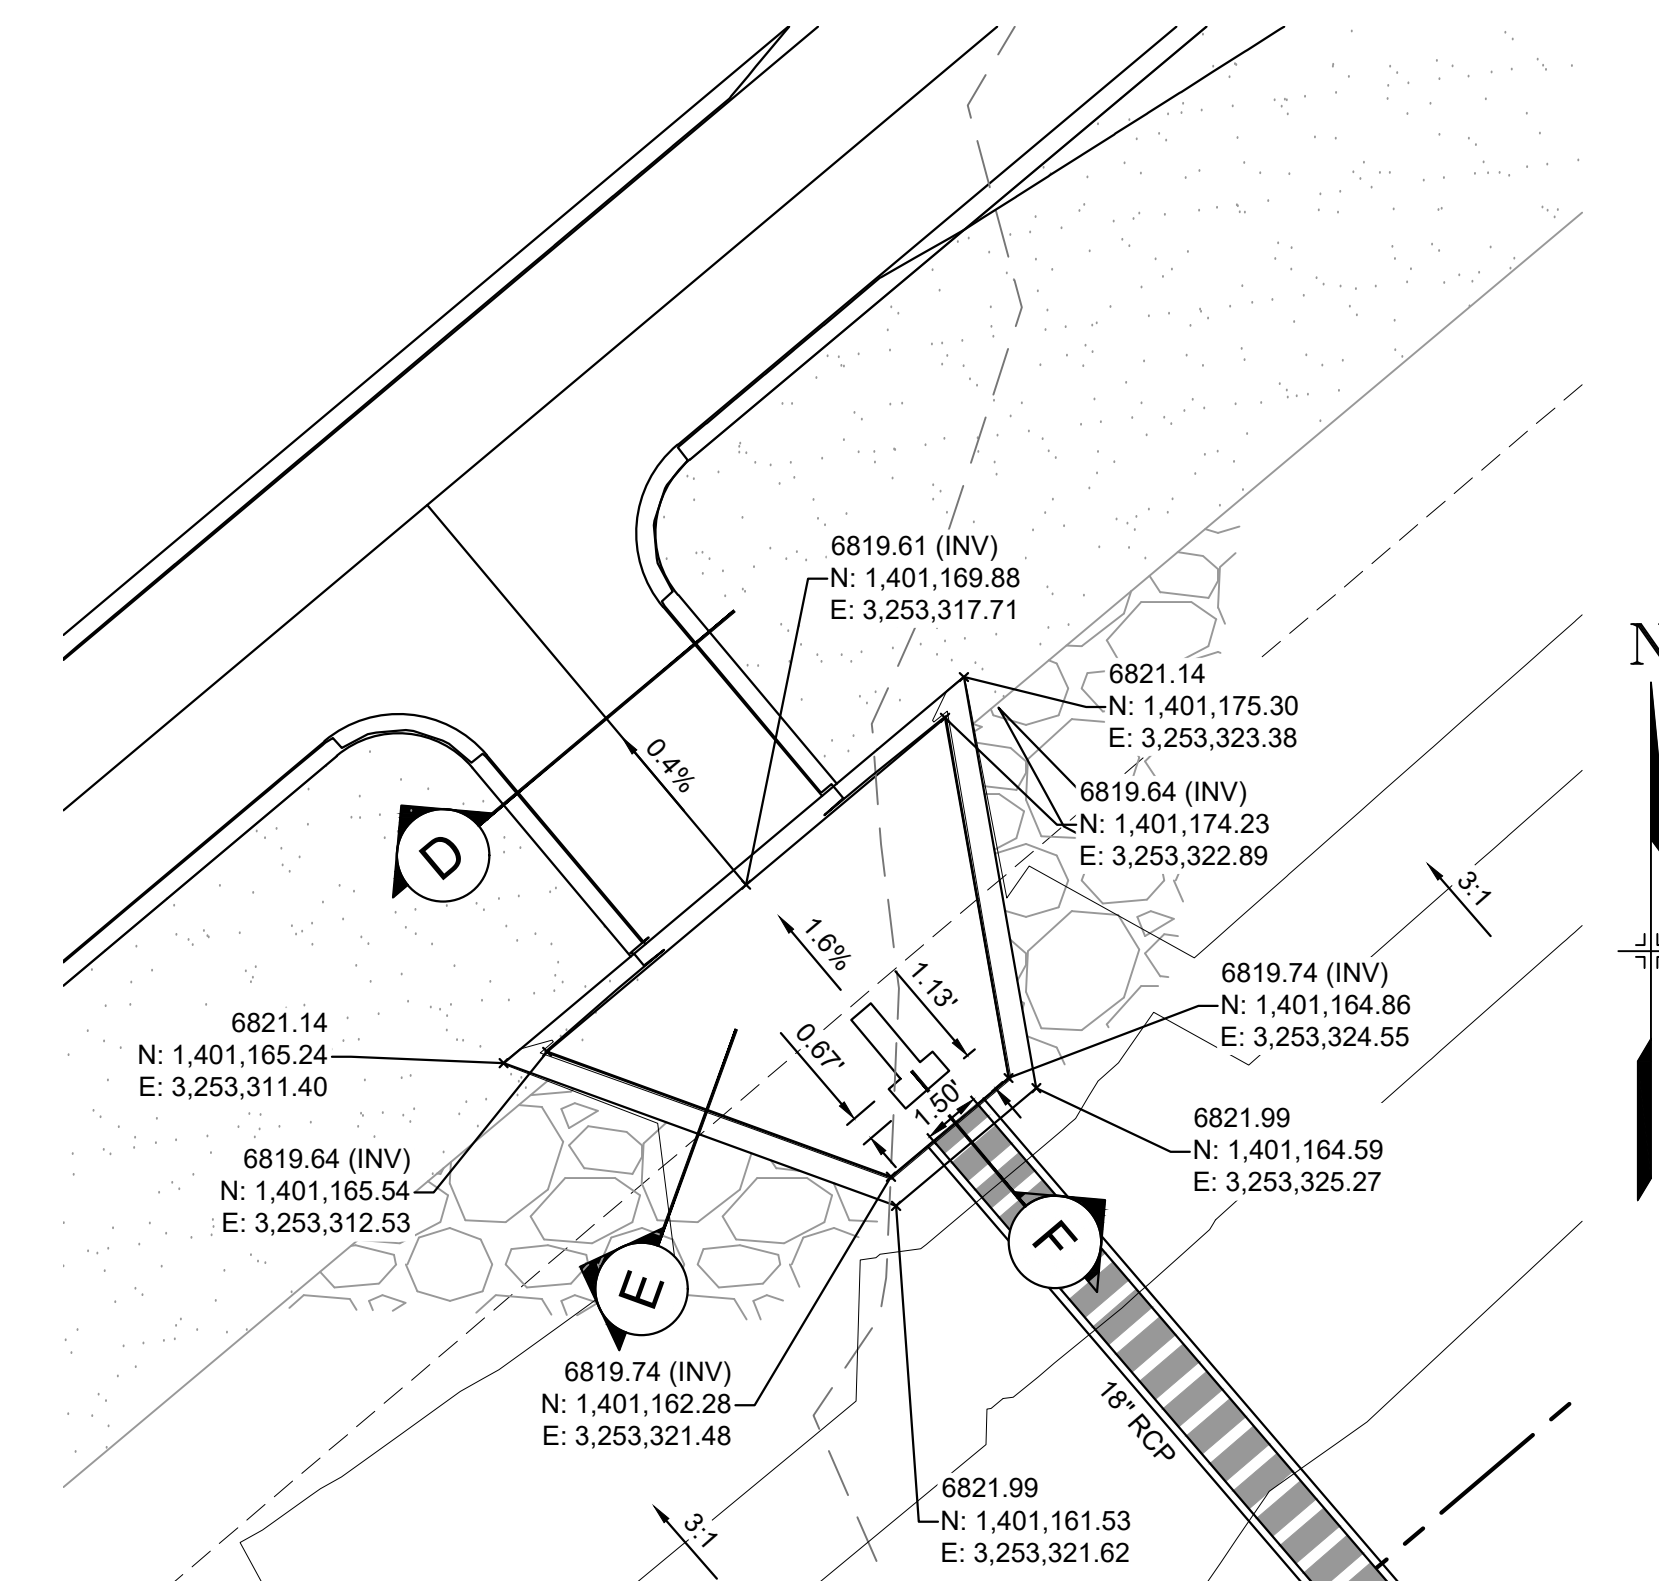 6819.61 (INV)
N: 1,401,169.88
E: 3,253,317.71
N
6821.14
N: 1,401,175.30
E: 3,253,323.38
0.4%
6819.64 (INV)
N: 1,401,174.23
E: 3,253,322.89
D
3:1
1.6%
1.13'
6819.74 (INV)
N: 1,401,164.86
E: 3,253,324.55
6821.14
N: 1,401,165.24
E: 3,253,311.40
0.67'
1.50'
6821.99
N: 1,401,164.59
E: 3,253,325.27
6819.64 (INV)
N: 1,401,165.54
E: 3,253,312.53
F
E
6819.74 (INV)
N: 1,401,162.28
E: 3,253,321.48
18" RCP
6821.99
N: 1,401,161.53
E: 3,253,321.62
3:1